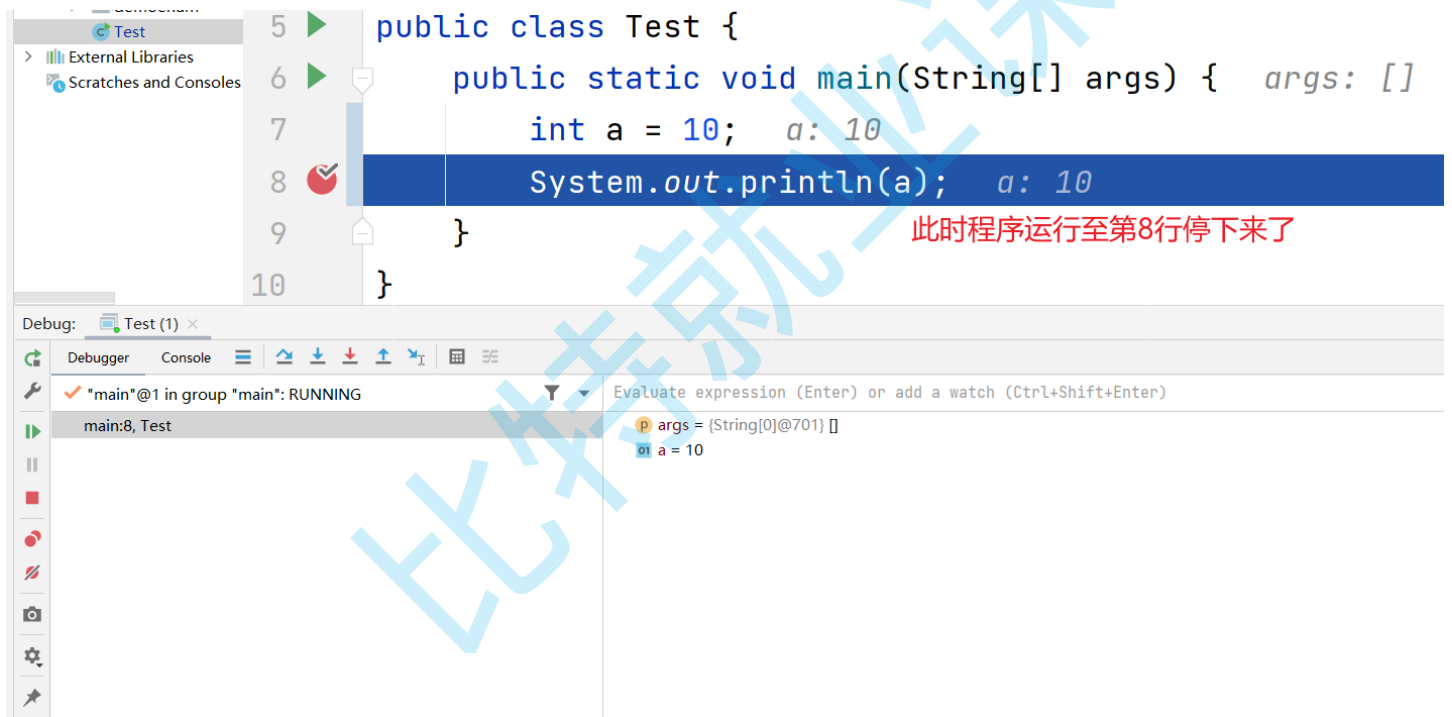 Test
External Libraries
Scratches and Consoles
5 public class Test {
6 public static void main(String[] args) { args: []
7 int a = 10; a: 10
8 System.out.println(a); a: 10
9 }
此时程序运行至第8行停下来了
10 }
Debug: Test (1)
Debugger Console
"main"@1 in group "main": RUNNING
Evaluate expression (Enter) or add a watch (Ctrl+Shift+Enter)
main:8, Test
args = {String[0]@701} []
a = 10
比特就业课